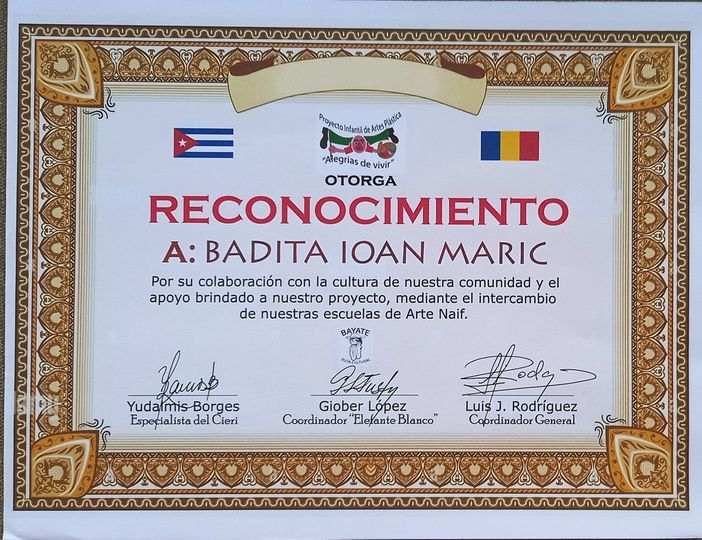 Proyecto Infantil de Artes Plástica
"Alegrias de vivir"
OTORGA
RECONOCIMIENTO
A: BADITA IOAN MARIC
Por su colaboración con la cultura de nuestra comunidad y el
apoyo brindado a nuestro proyecto, mediante el intercambio
de nuestras escuelas de Arte Naif.
BAYATE
Yudalmis Borges
Especialista del Cieri
Giober López
Coordinador "Elefante Blanco"
Luis J. Rodríguez
Coordinador General